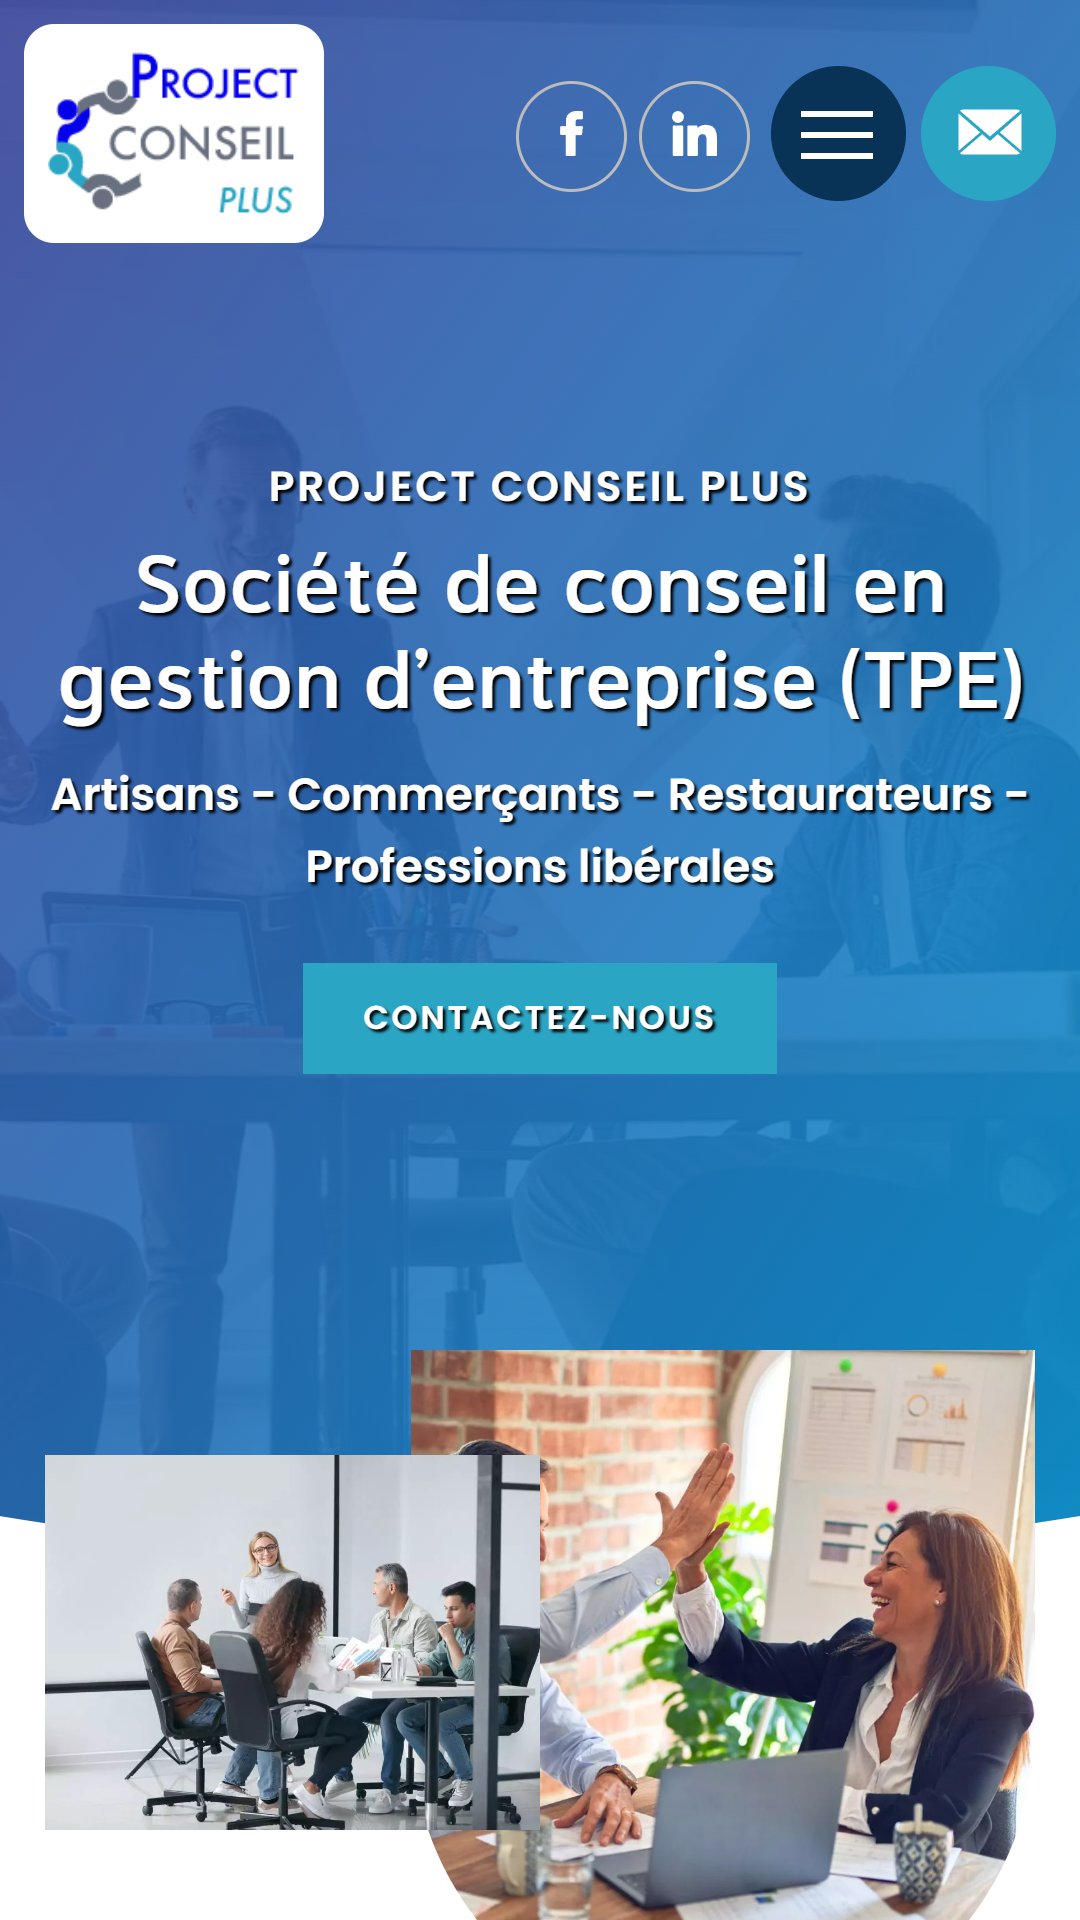 PROJECT
CONSEIL
PLUS
PROJECT CONSEIL PLUS
Société de conseil en
gestion d’entreprise (TPE)
Artisans - Commerçants - Restaurateurs -
Professions libérales
CONTACTEZ-NOUS